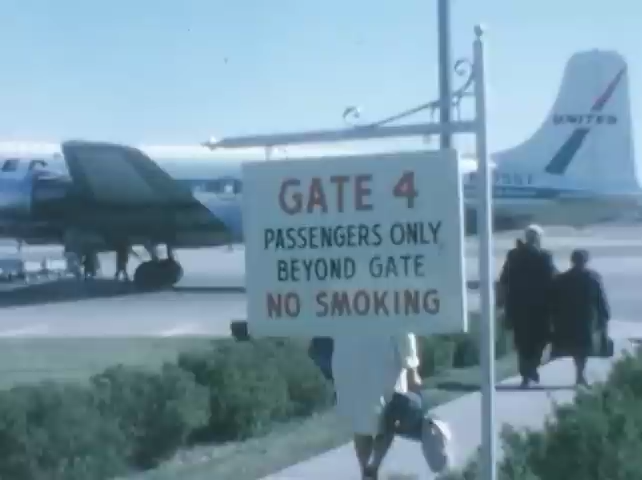 GATE 4
PASSENGERS ONLY
BEYOND GATE
NO SMOKING
UNITED